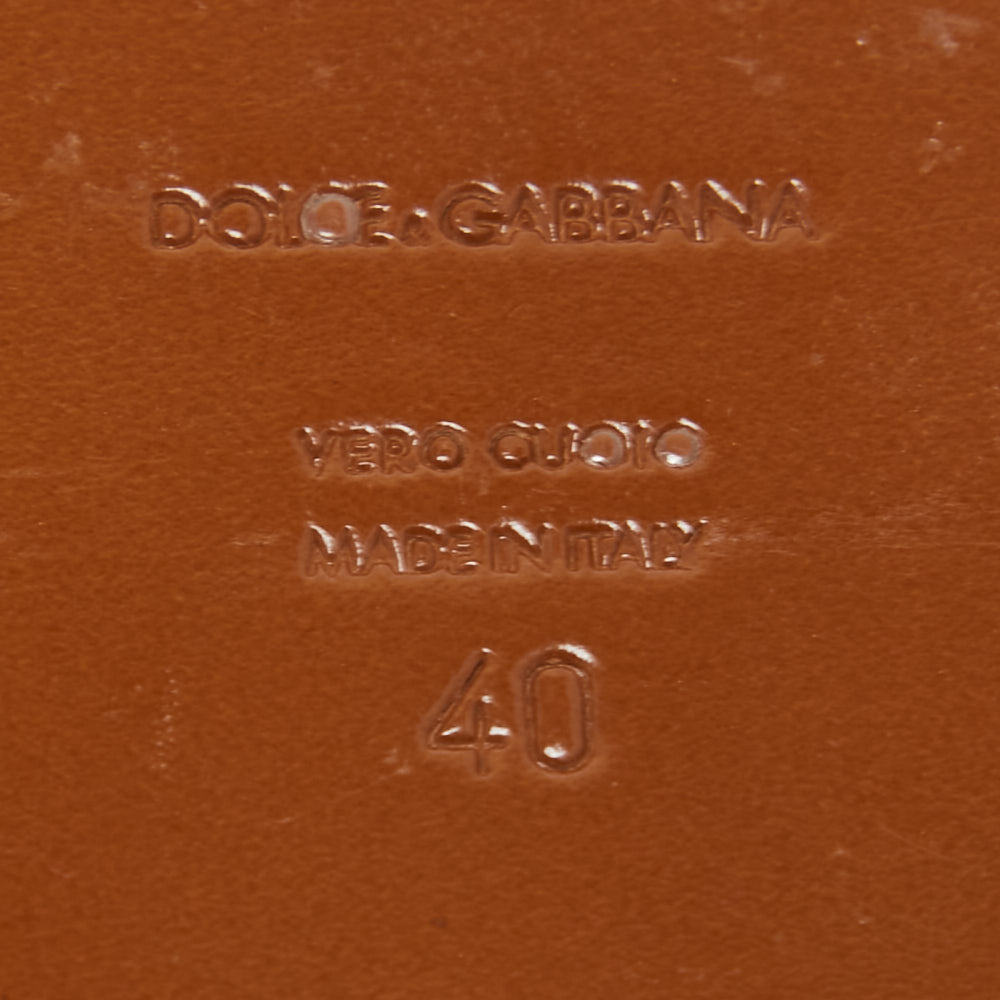 DOLCE & GABBANA
VERO CUOIO
MADE IN ITALY
40